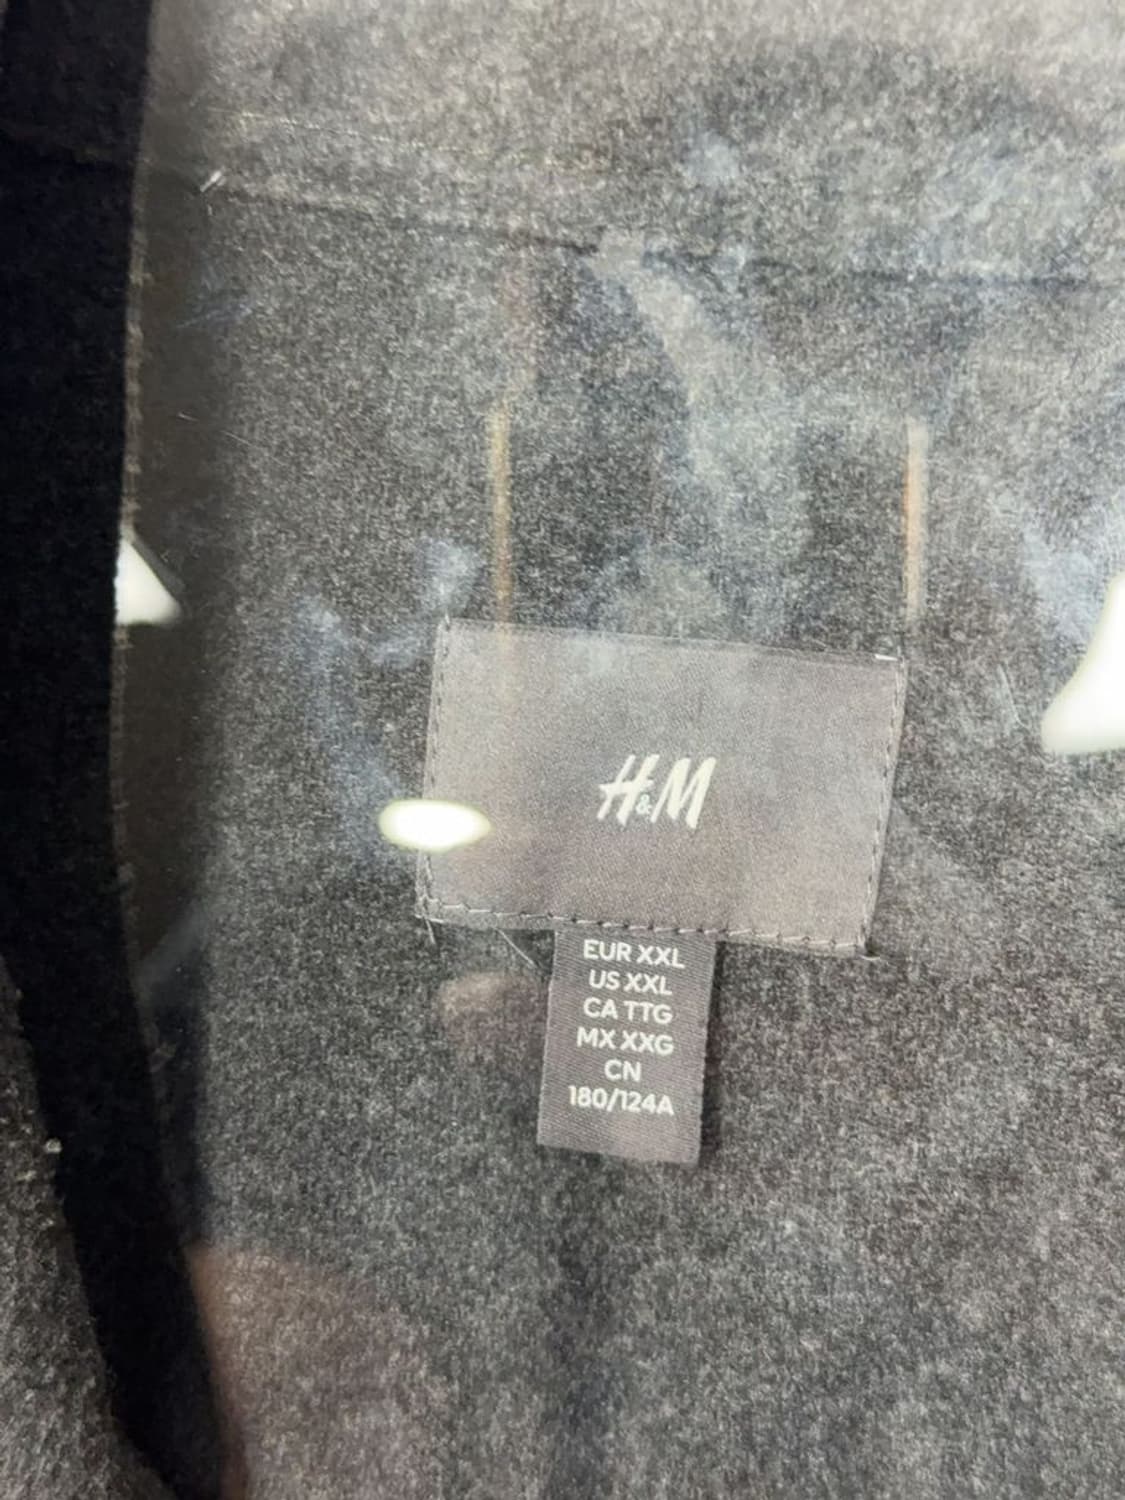 H&M
EUR XXL
US XXL
CA TTG
MX XXG
CN
180/124A